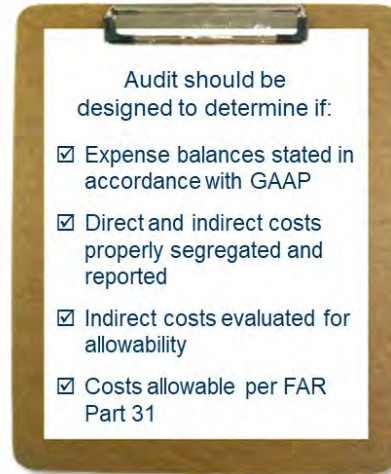 Audit should be
designed to determine if:
☑ Expense balances stated in
accordance with GAAP
☑ Direct and indirect costs
properly segregated and
reported
☑ Indirect costs evaluated for
allowability
☑ Costs allowable per FAR
Part 31